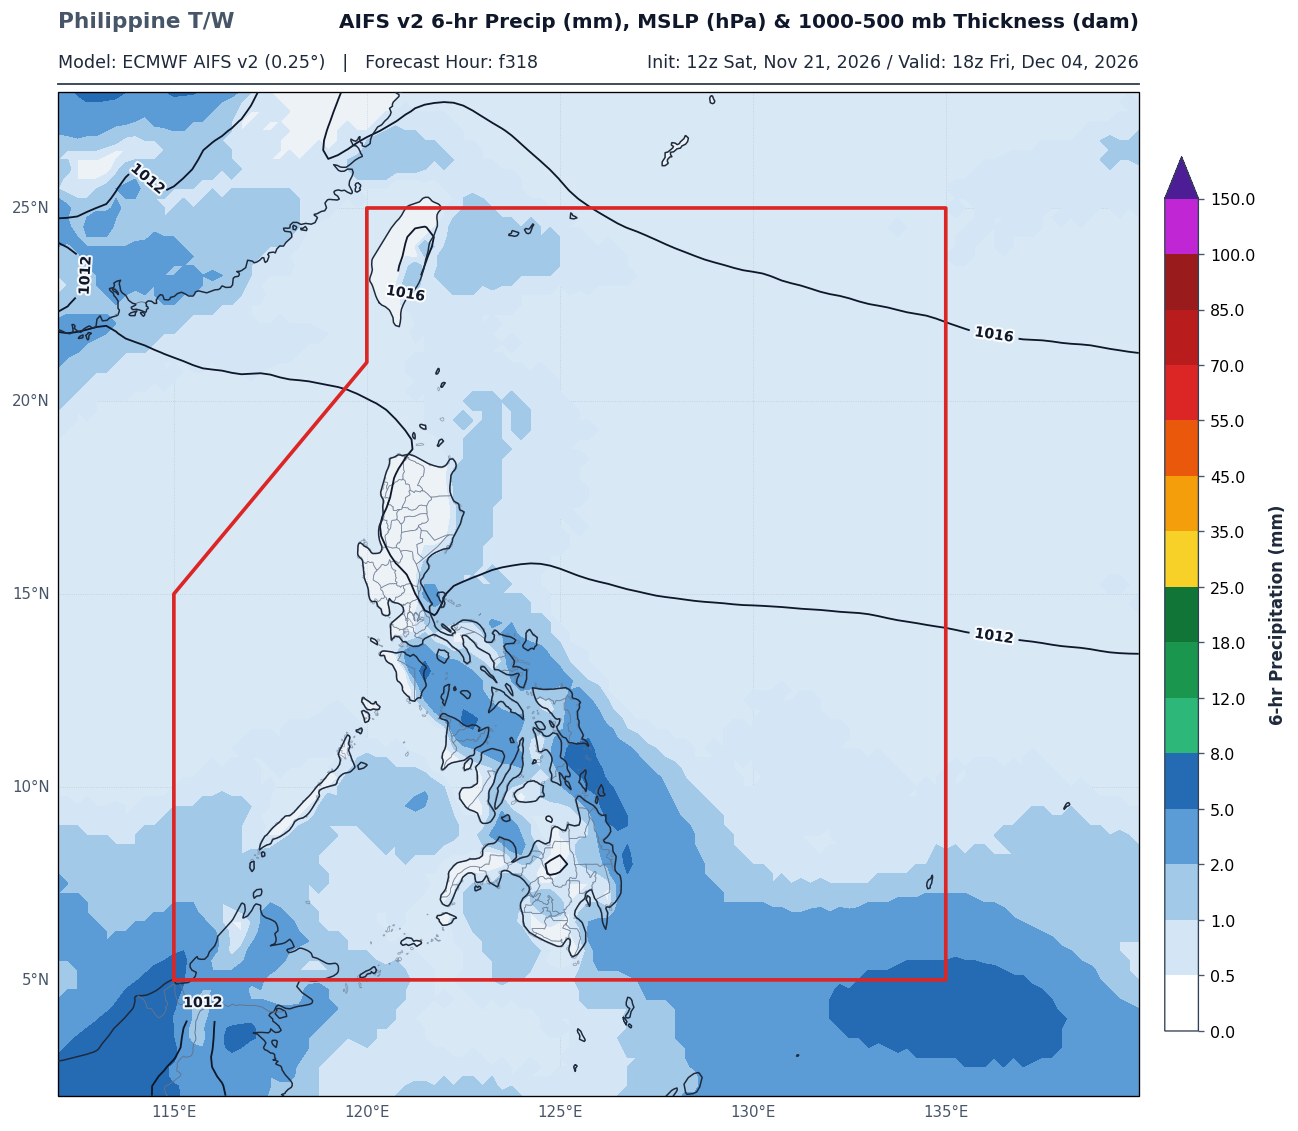 Philippine T/W
AIFS v2 6-hr Precip (mm), MSLP (hPa) & 1000-500 mb Thickness (dam)
Model: ECMWF AIFS v2 (0.25°) | Forecast Hour: f318
Init: 12z Sat, Nov 21, 2026 / Valid: 18z Fri, Dec 04, 2026
1012
1012
1016
1016
1012
1012
25°N
20°N
15°N
10°N
5°N
115°E
120°E
125°E
130°E
135°E
150.0
100.0
85.0
70.0
55.0
45.0
35.0
25.0
18.0
12.0
8.0
5.0
2.0
1.0
0.5
0.0
6-hr Precipitation (mm)